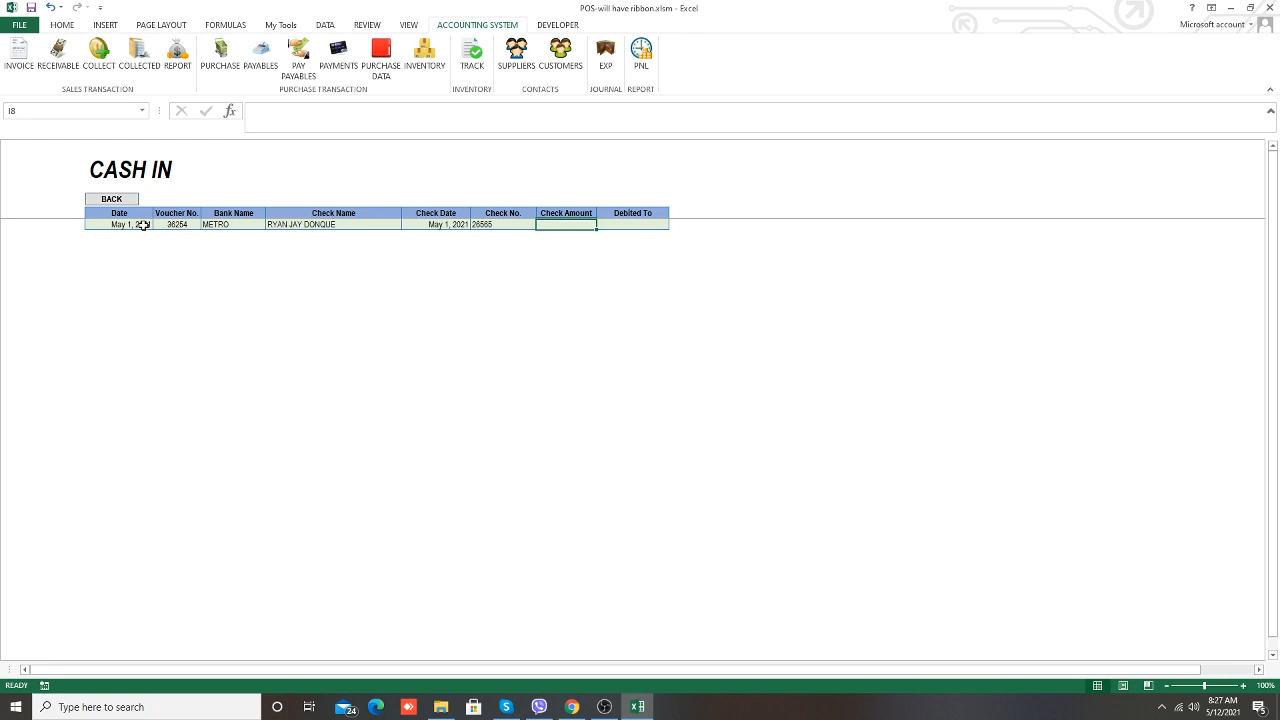 POS-will have ribbon.xlsm - Excel
FILE HOME INSERT PAGE LAYOUT FORMULAS My Tools DATA REVIEW VIEW ACCOUNTING SYSTEM DEVELOPER Microsoft account
INVOICE RECEIVABLE COLLECT COLLECTED REPORT PURCHASE PAYABLES PAY PAYABLES PAYMENTS PURCHASE DATA INVENTORY TRACK SUPPLIERS CUSTOMERS EXP PNL
SALES TRANSACTION PURCHASE TRANSACTION INVENTORY CONTACTS JOURNAL REPORT
I8
fx
CASH IN
BACK
Date Voucher No. Bank Name Check Name Check Date Check No. Check Amount Debited To
May 1, 36254 METRO RYAN JAY DONQUE May 1, 2021 26565
READY 100%
Type here to search 24 8:27 AM
5/12/2021